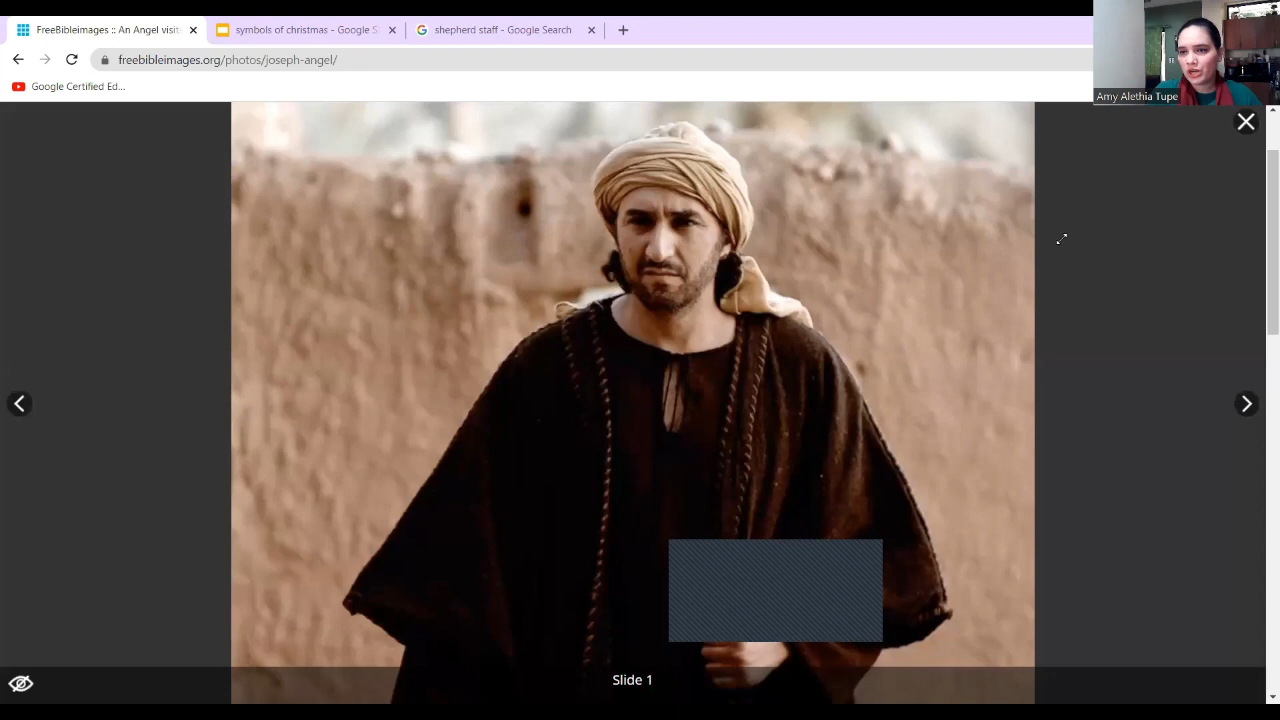 FreeBibleimages :: An Angel visit
symbols of christmas - Google S
shepherd staff - Google Search
freebibleimages.org/photos/joseph-angel/
Google Certified Ed...
Amy Alethia Tupe
Slide 1